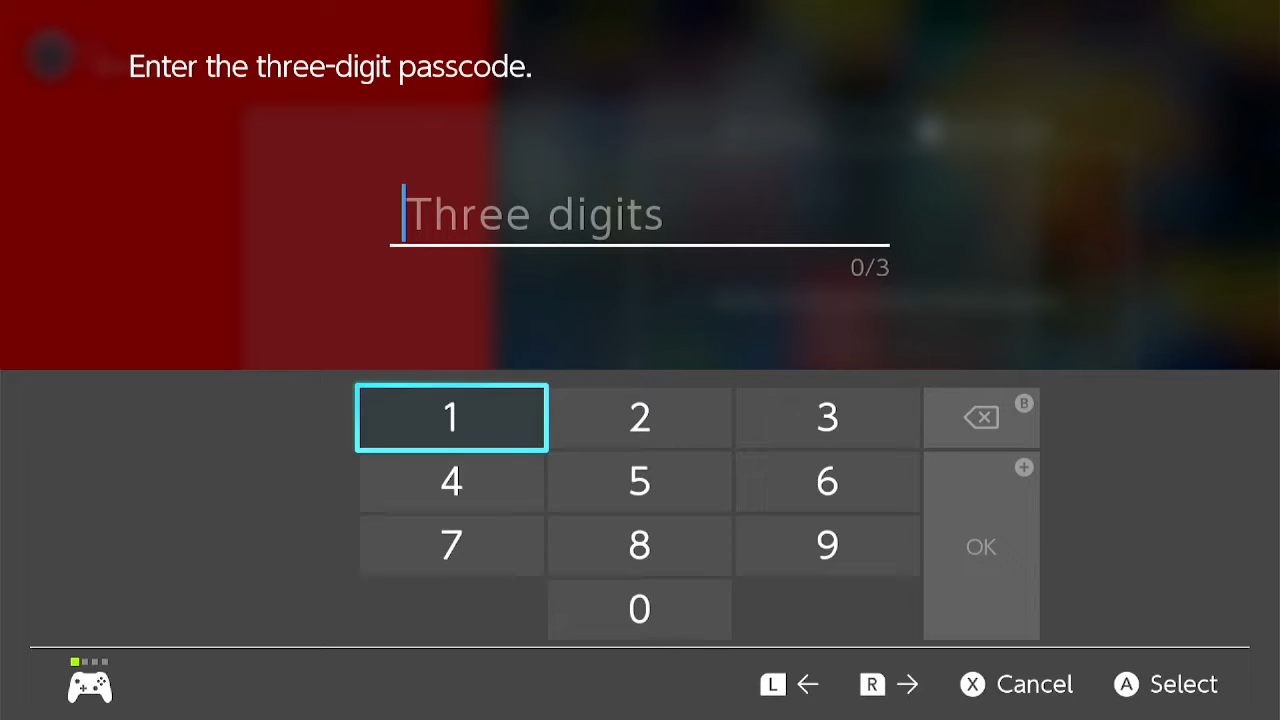 Enter the three-digit passcode.
Three digits
0/3
1 2 3 B
4 5 6 +
7 8 9 OK
0
L ← R → X Cancel A Select